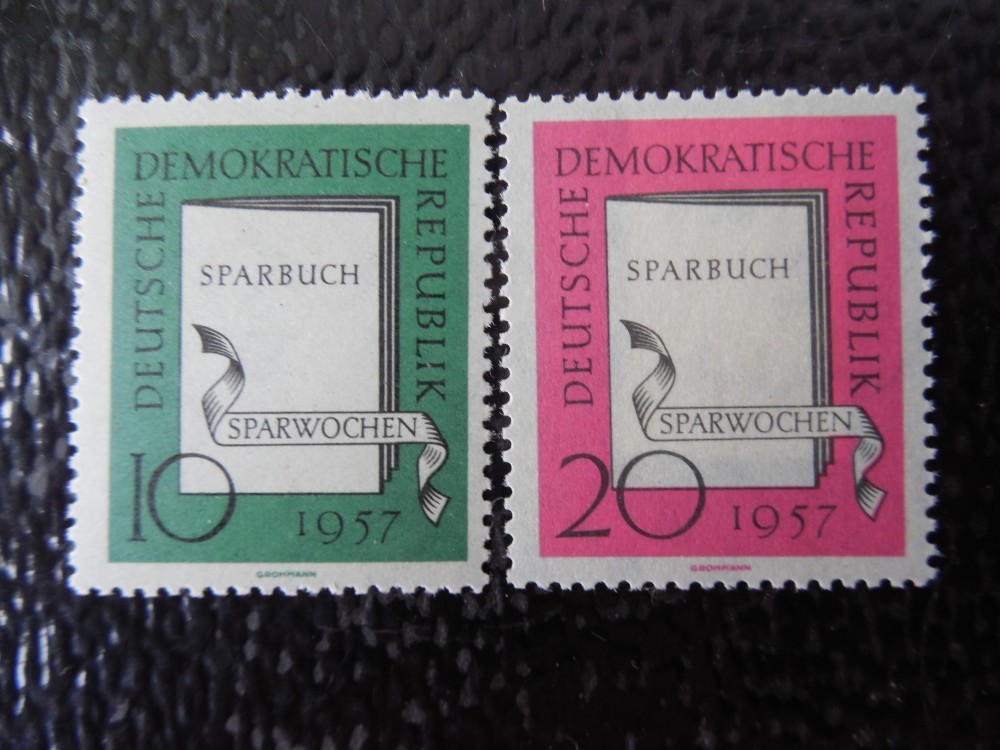 DEUTSCHE
DEMOKRATISCHE
REPUBLIK
SPARBUCH
SPARWOCHEN
10
1957
GROHMANN
DEUTSCHE
DEMOKRATISCHE
REPUBLIK
SPARBUCH
SPARWOCHEN
20
1957
GROHMANN